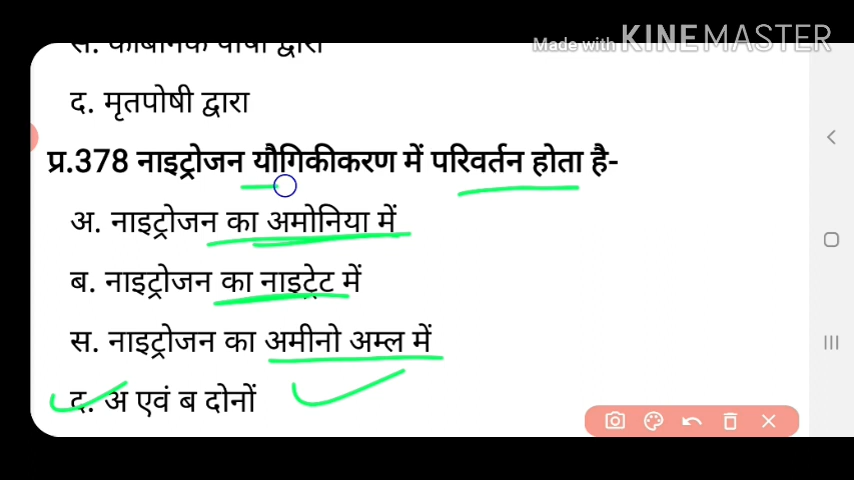 Made with KINEMASTER
स. कार्बनिक पोषी द्वारा
द. मृतपोषी द्वारा
प्र.378 नाइट्रोजन यौगिकीकरण में परिवर्तन होता है-
अ. नाइट्रोजन का अमोनिया में
ब. नाइट्रोजन का नाइट्रेट में
स. नाइट्रोजन का अमीनो अम्ल में
द. अ एवं ब दोनों